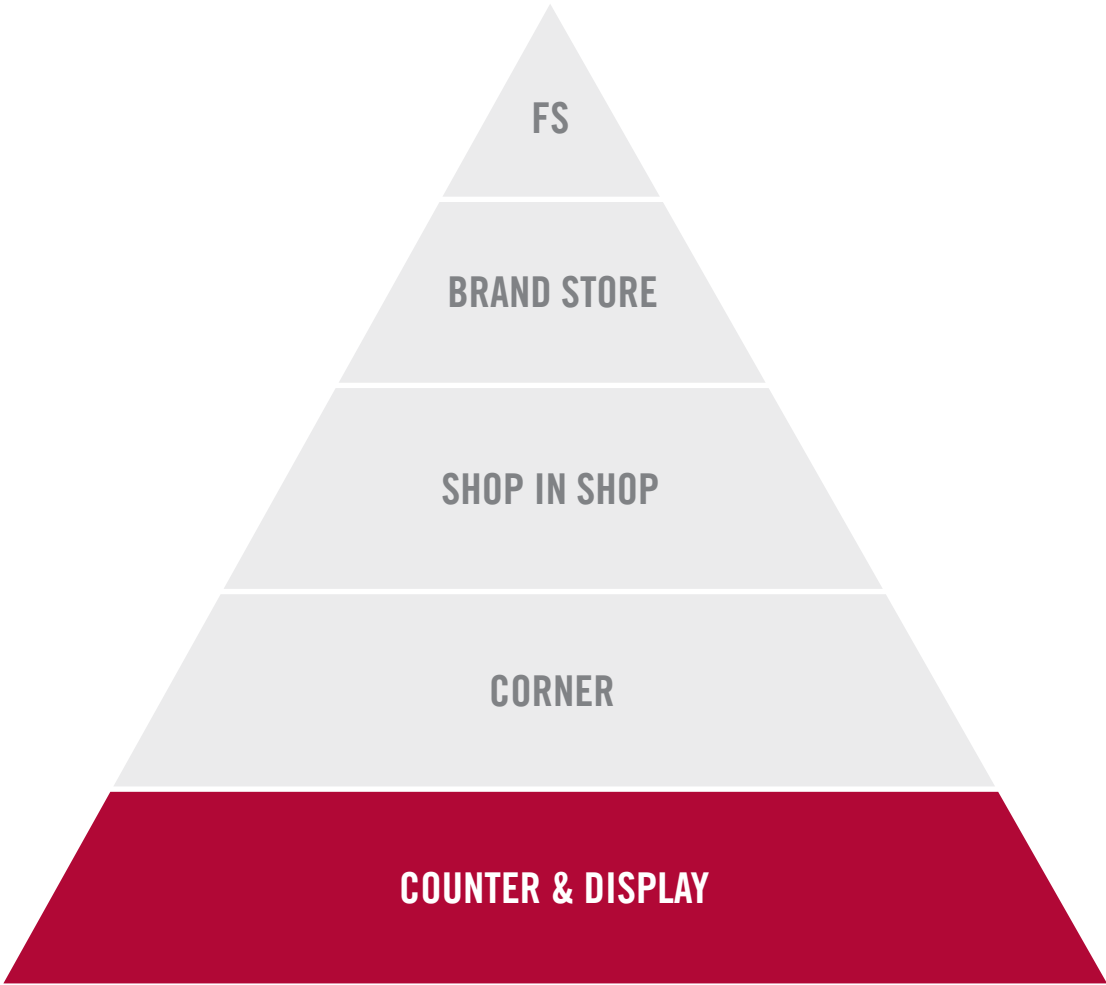 FS
BRAND STORE
SHOP IN SHOP
CORNER
COUNTER & DISPLAY